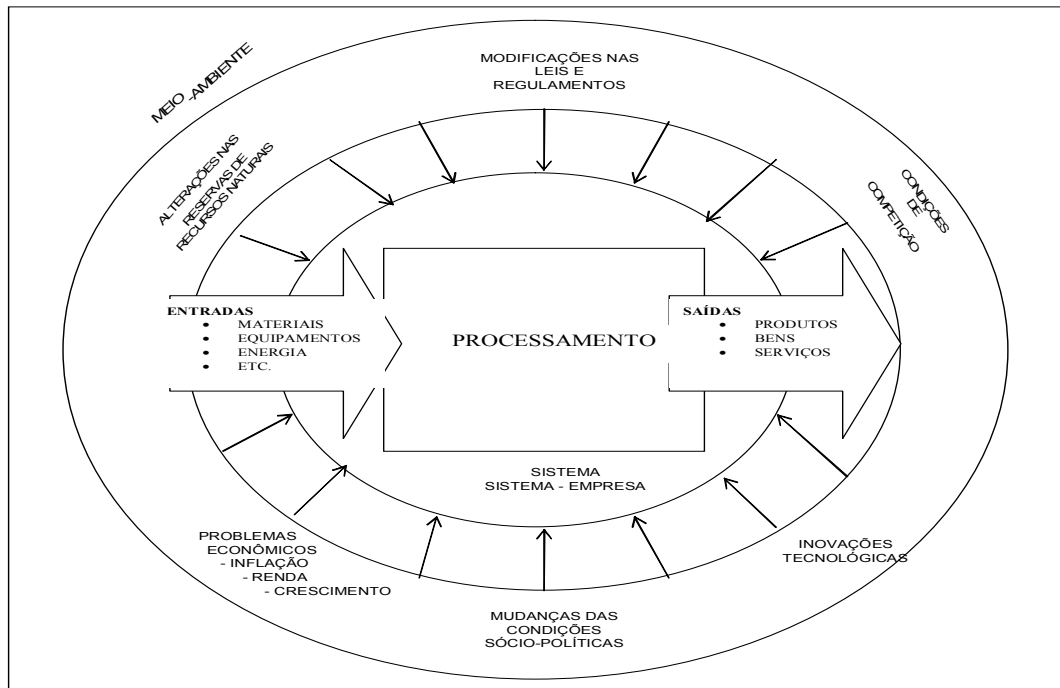 MEIO -AMBIENTE
MODIFICAÇÕES NAS
LEIS E
REGULAMENTOS
ALTERAÇÕES NAS
RESERVAS DE
RECURSOS NATURAIS
CONDIÇÕES
DE
COMPETIÇÃO
ENTRADAS
• MATERIAIS
• EQUIPAMENTOS
• ENERGIA
• ETC.
PROCESSAMENTO
SAÍDAS
• PRODUTOS
• BENS
• SERVIÇOS
SISTEMA
SISTEMA - EMPRESA
PROBLEMAS
ECONÔMICOS
- INFLAÇÃO
- RENDA
- CRESCIMENTO
MUDANÇAS DAS
CONDIÇÕES
SÓCIO-POLÍTICAS
INOVAÇÕES
TECNOLÓGICAS